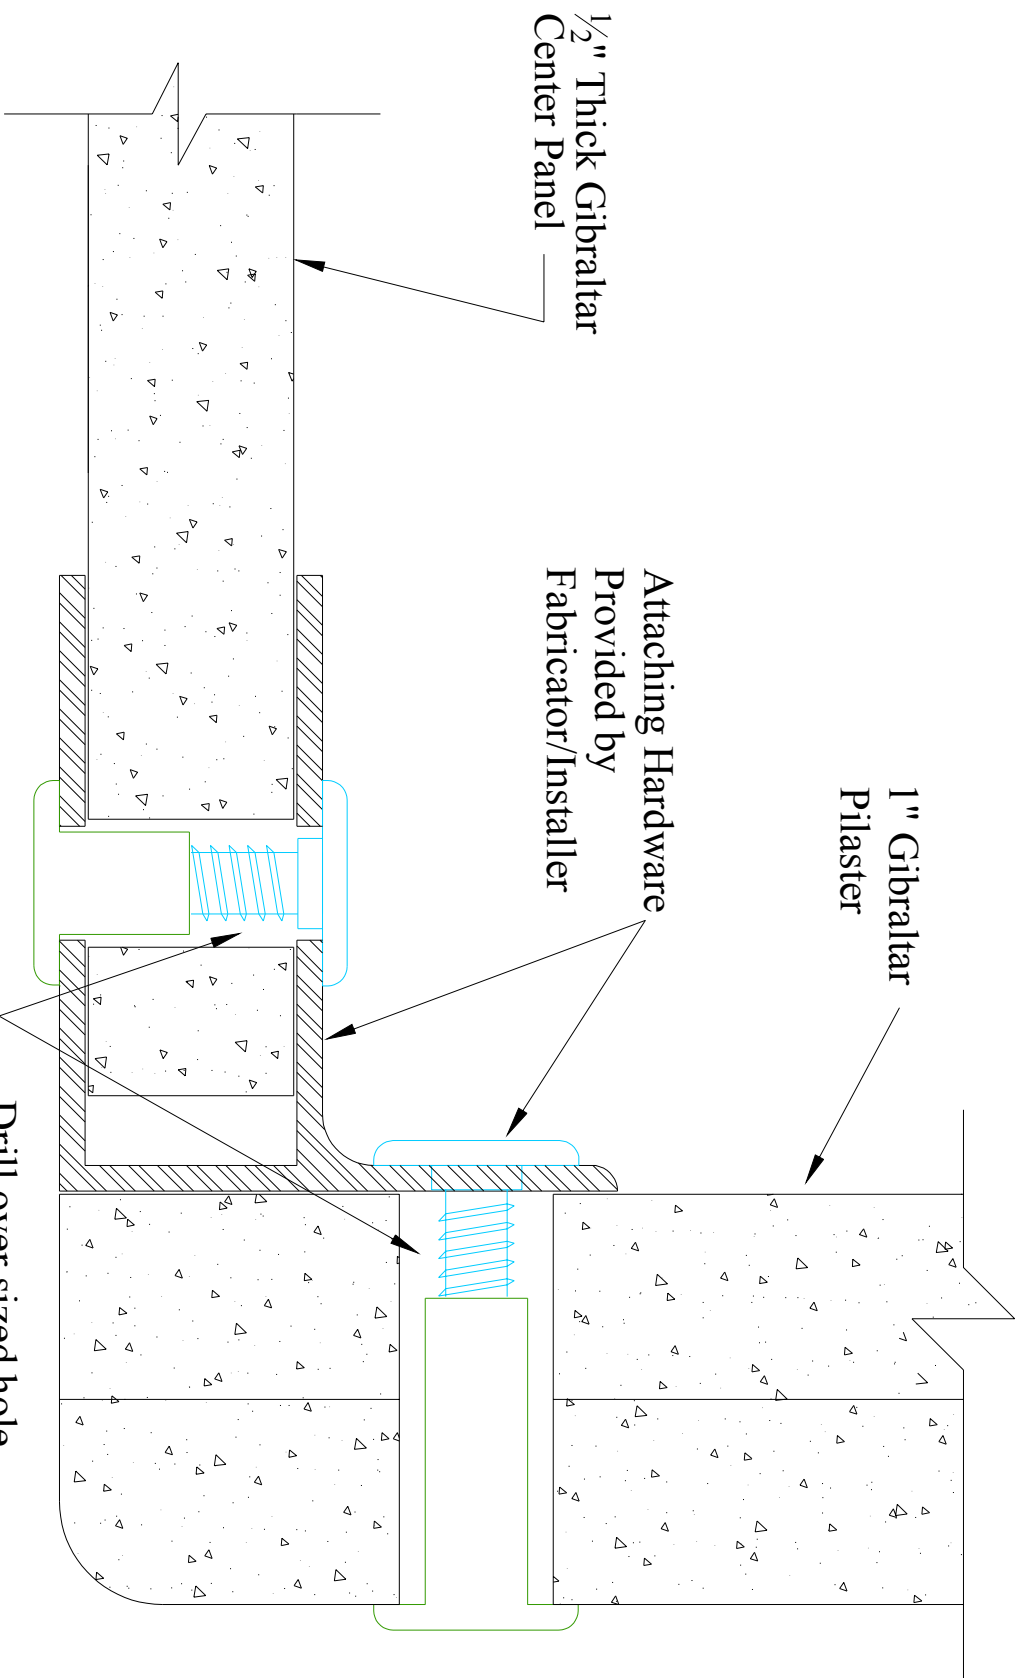 ½" Thick Gibraltar
Center Panel
Attaching Hardware
Provided by
Fabricator/Installer
1" Gibraltar
Pilaster
Drill over sized hole